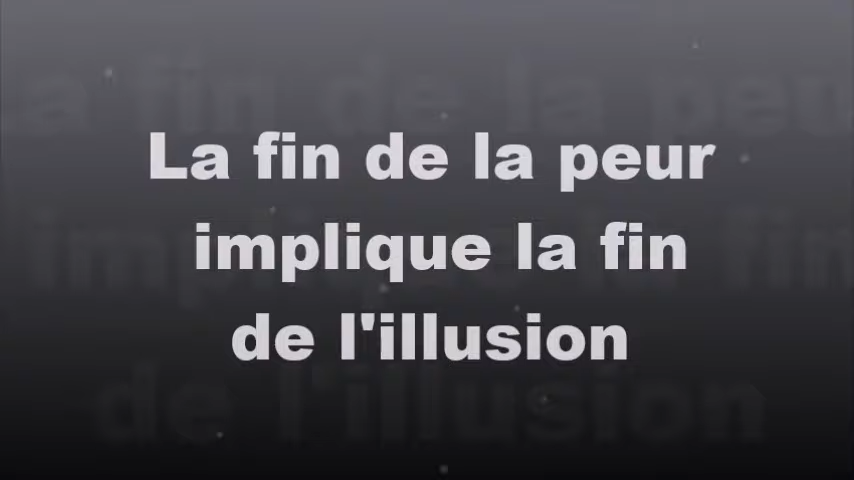 La fin de la peur
implique la fin
de l'illusion